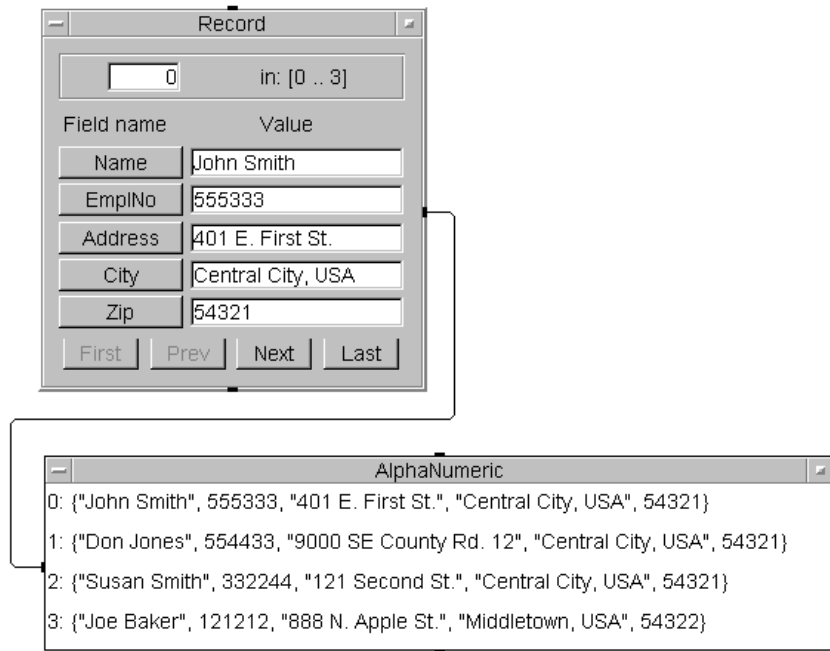 Record
0 in: [0 .. 3]
Field name Value
Name John Smith
EmplNo 555333
Address 401 E. First St.
City Central City, USA
Zip 54321
First Prev Next Last
AlphaNumeric
0: {"John Smith", 555333, "401 E. First St.", "Central City, USA", 54321}
1: {"Don Jones", 554433, "9000 SE County Rd. 12", "Central City, USA", 54321}
2: {"Susan Smith", 332244, "121 Second St.", "Central City, USA", 54321}
3: {"Joe Baker", 121212, "888 N. Apple St.", "Middletown, USA", 54322}